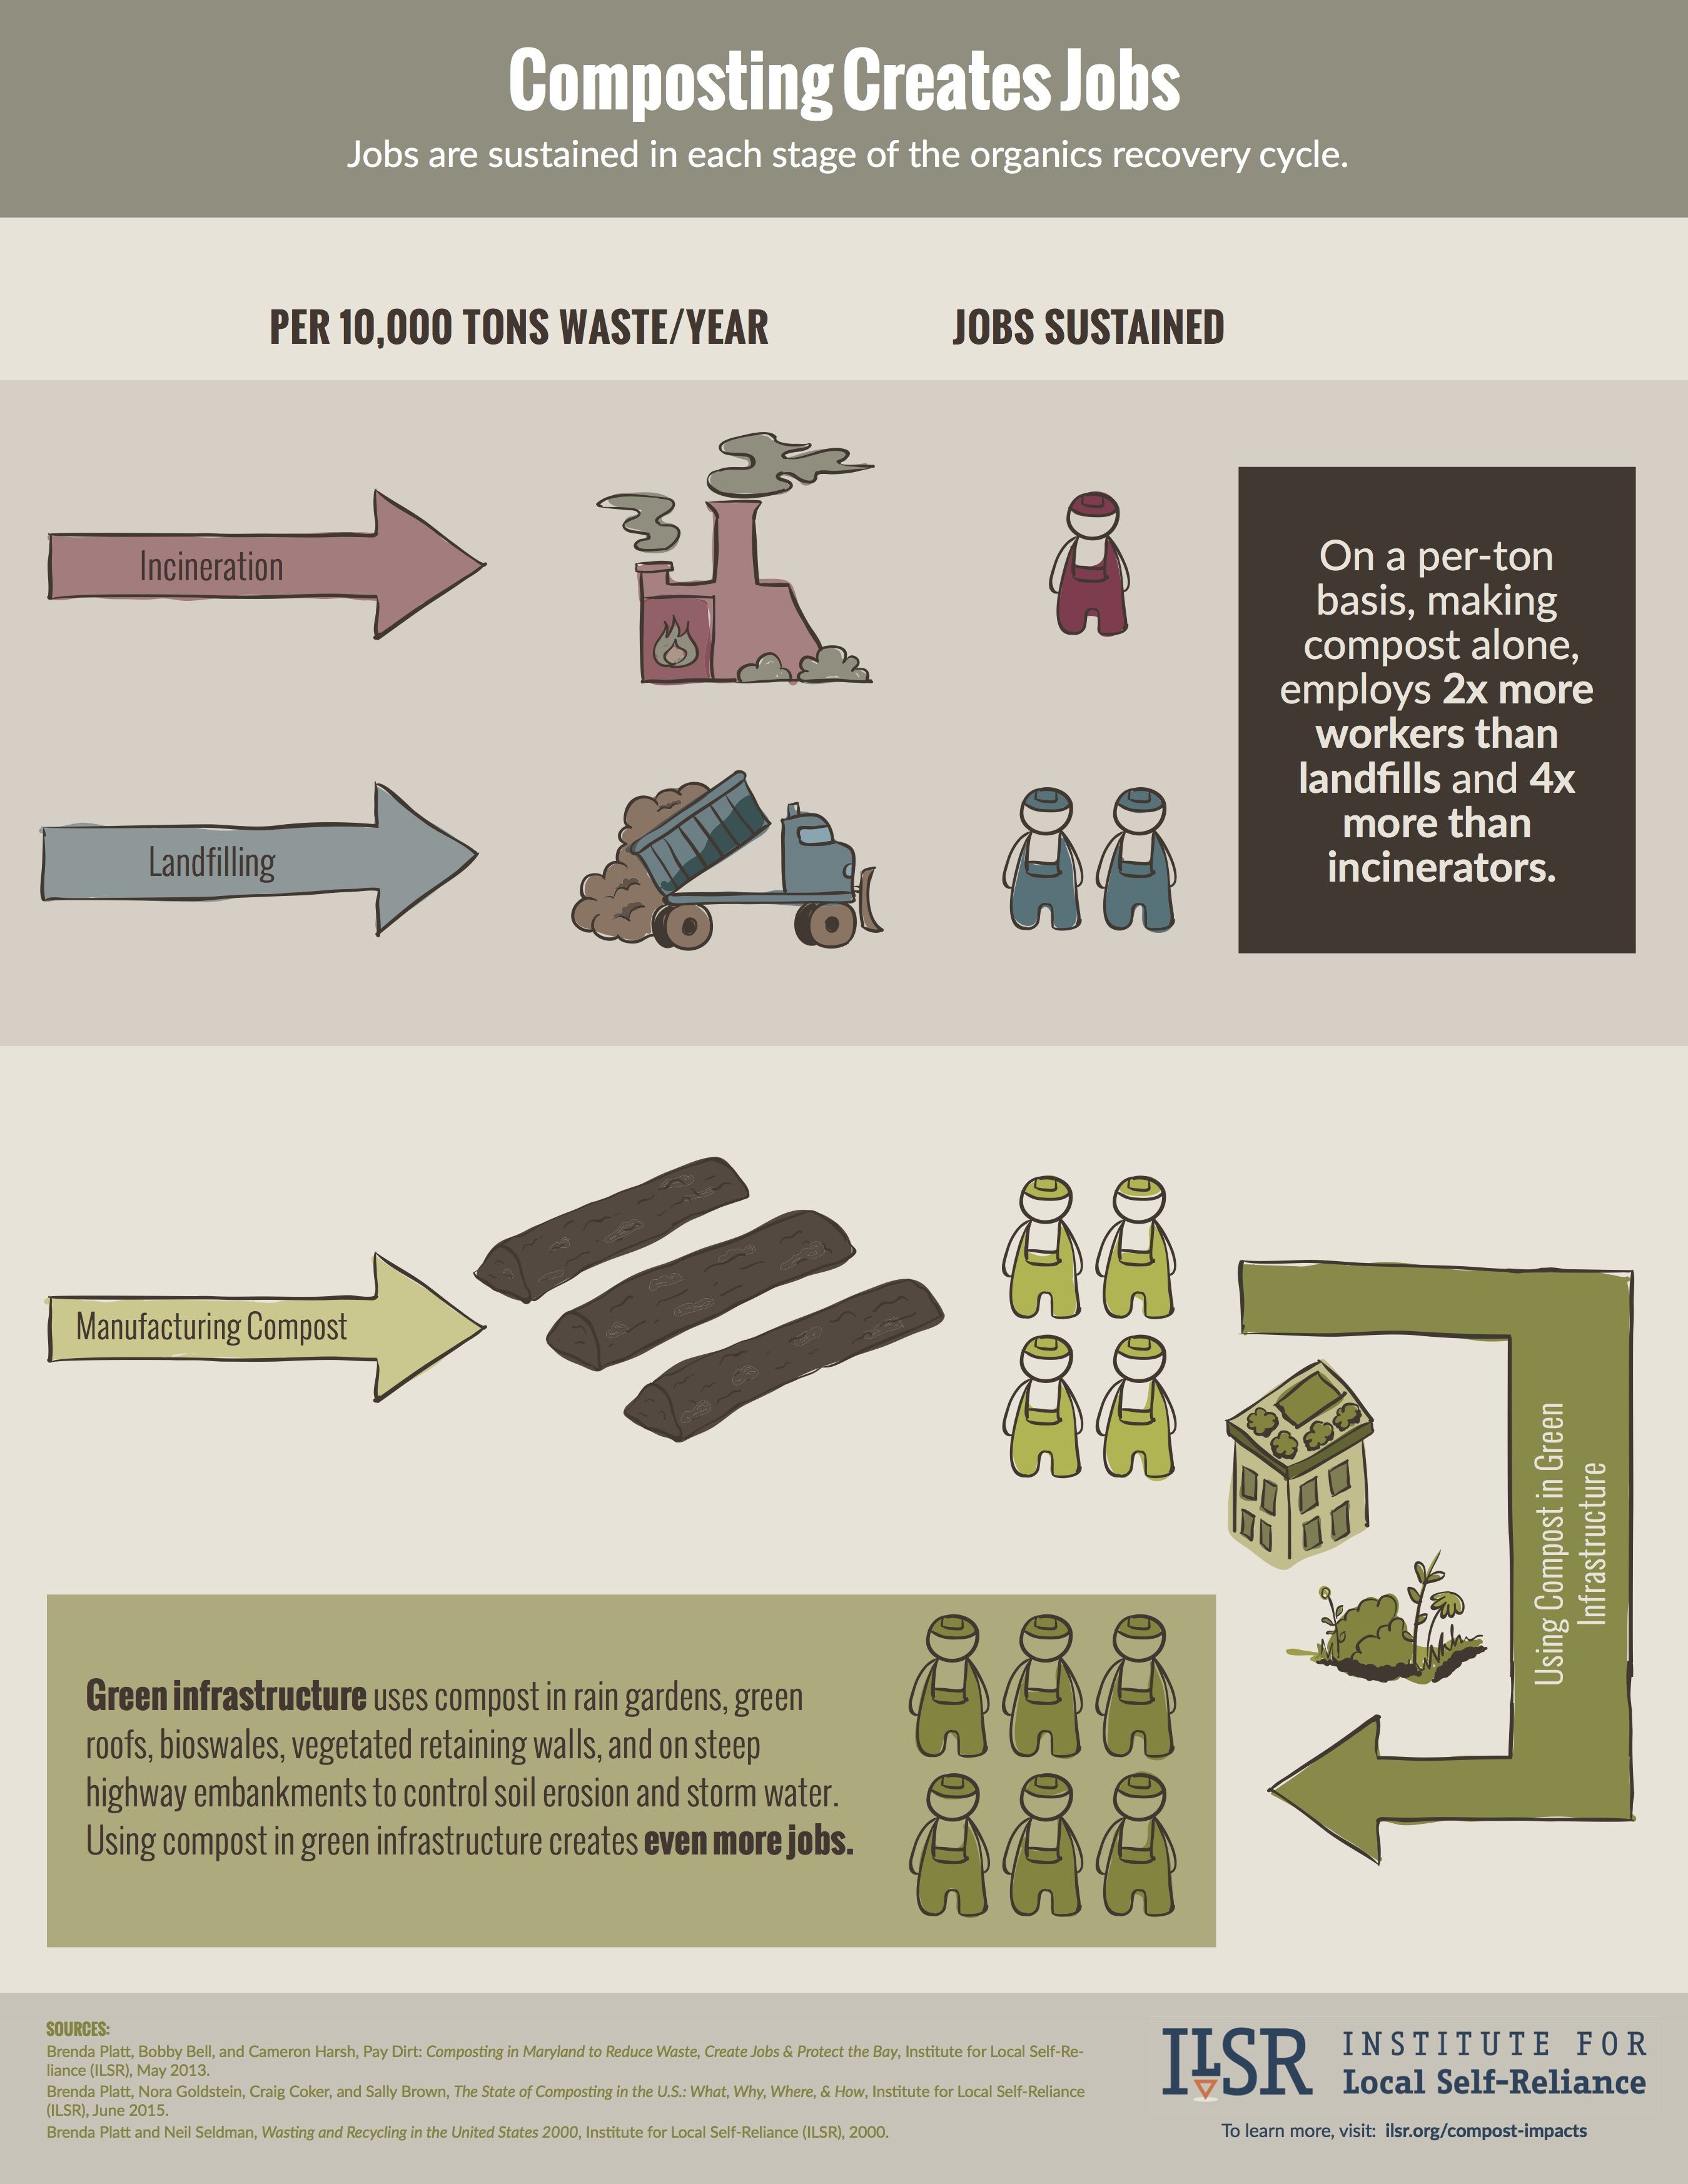 Composting Creates Jobs
Jobs are sustained in each stage of the organics recovery cycle.
PER 10,000 TONS WASTE/YEAR
JOBS SUSTAINED
Incineration
On a per-ton
basis, making
compost alone,
employs 2x more
workers than
landfills and 4x
more than
incinerators.
Landfilling
Manufacturing Compost
Using Compost in Green
Infrastructure
Green infrastructure uses compost in rain gardens, green
roofs, bioswales, vegetated retaining walls, and on steep
highway embankments to control soil erosion and storm water.
Using compost in green infrastructure creates even more jobs.
SOURCES:
Brenda Platt, Bobby Bell, and Cameron Harsh, Pay Dirt: Composting in Maryland to Reduce Waste, Create Jobs & Protect the Bay, Institute for Local Self-Re-
liance (ILSR), May 2013.
Brenda Platt, Nora Goldstein, Craig Coker, and Sally Brown, The State of Composting in the U.S.: What, Why, Where, & How, Institute for Local Self-Reliance
(ILSR), June 2015.
Brenda Platt and Neil Seldman, Wasting and Recycling in the United States 2000, Institute for Local Self-Reliance (ILSR), 2000.
ILSR
INSTITUTE FOR
Local Self-Reliance
To learn more, visit: ilsr.org/compost-impacts